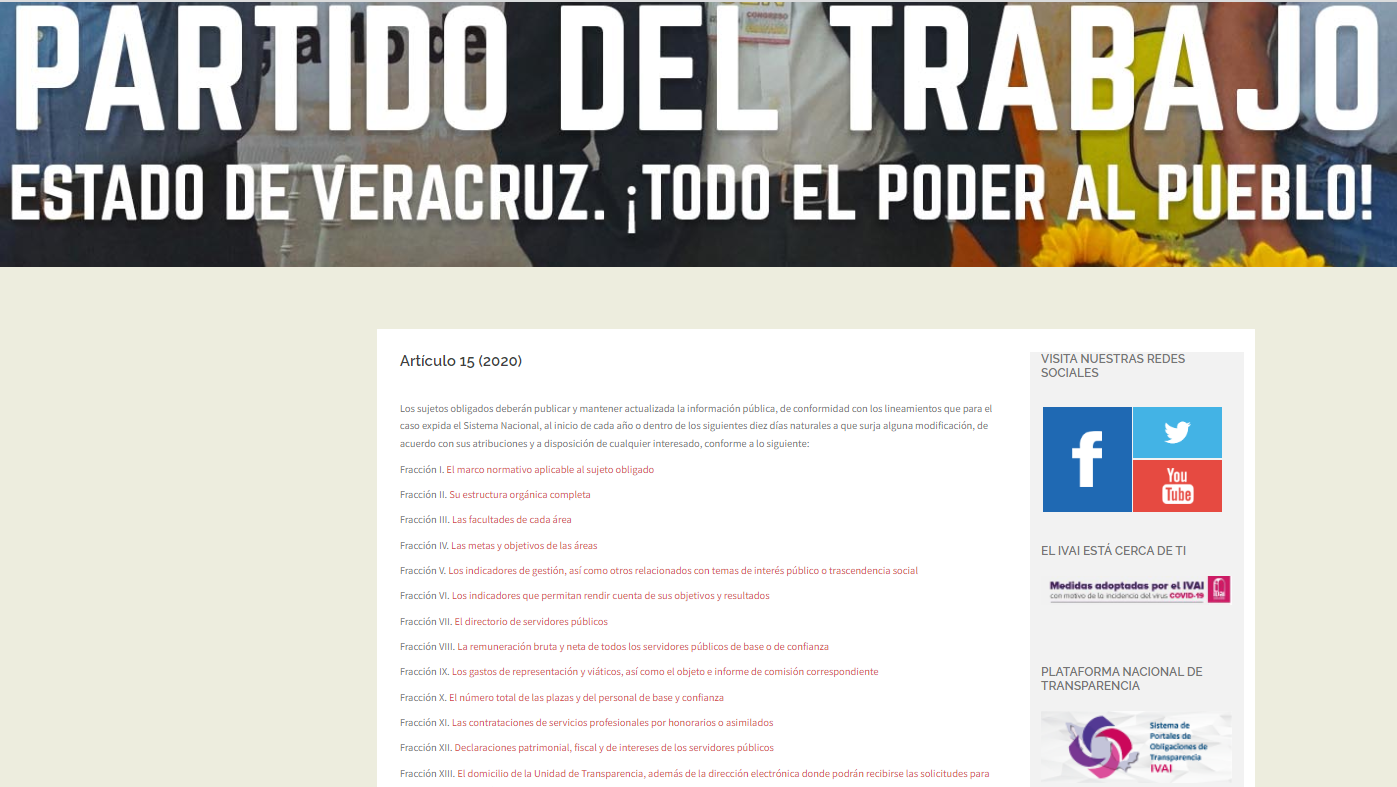 PARTIDO DEL TRABAJO
ESTADO DE VERACRUZ. ¡TODO EL PODER AL PUEBLO!
CONGRESO
Artículo 15 (2020)
Los sujetos obligados deberán publicar y mantener actualizada la información pública, de conformidad con los lineamientos que para el
caso expida el Sistema Nacional, al inicio de cada año o dentro de los siguientes diez días naturales a que surja alguna modificación, de
acuerdo con sus atribuciones y a disposición de cualquier interesado, conforme a lo siguiente:
Fracción I. El marco normativo aplicable al sujeto obligado
Fracción II. Su estructura orgánica completa
Fracción III. Las facultades de cada área
Fracción IV. Las metas y objetivos de las áreas
Fracción V. Los indicadores de gestión, así como otros relacionados con temas de interés público o trascendencia social
Fracción VI. Los indicadores que permitan rendir cuenta de sus objetivos y resultados
Fracción VII. El directorio de servidores públicos
Fracción VIII. La remuneración bruta y neta de todos los servidores públicos de base o de confianza
Fracción IX. Los gastos de representación y viáticos, así como el objeto e informe de comisión correspondiente
Fracción X. El número total de las plazas y del personal de base y confianza
Fracción XI. Las contrataciones de servicios profesionales por honorarios o asimilados
Fracción XII. Declaraciones patrimonial, fiscal y de intereses de los servidores públicos
Fracción XIII. El domicilio de la Unidad de Transparencia, además de la dirección electrónica donde podrán recibirse las solicitudes para
VISITA NUESTRAS REDES
SOCIALES
f
You
Tube
EL IVAI ESTÁ CERCA DE TI
Medidas adoptadas por el IVAI
con motivo de la incidencia del virus COVID-19
PLATAFORMA NACIONAL DE
TRANSPARENCIA
Sistema de
Portales de
Obligaciones de
Transparencia
IVAI